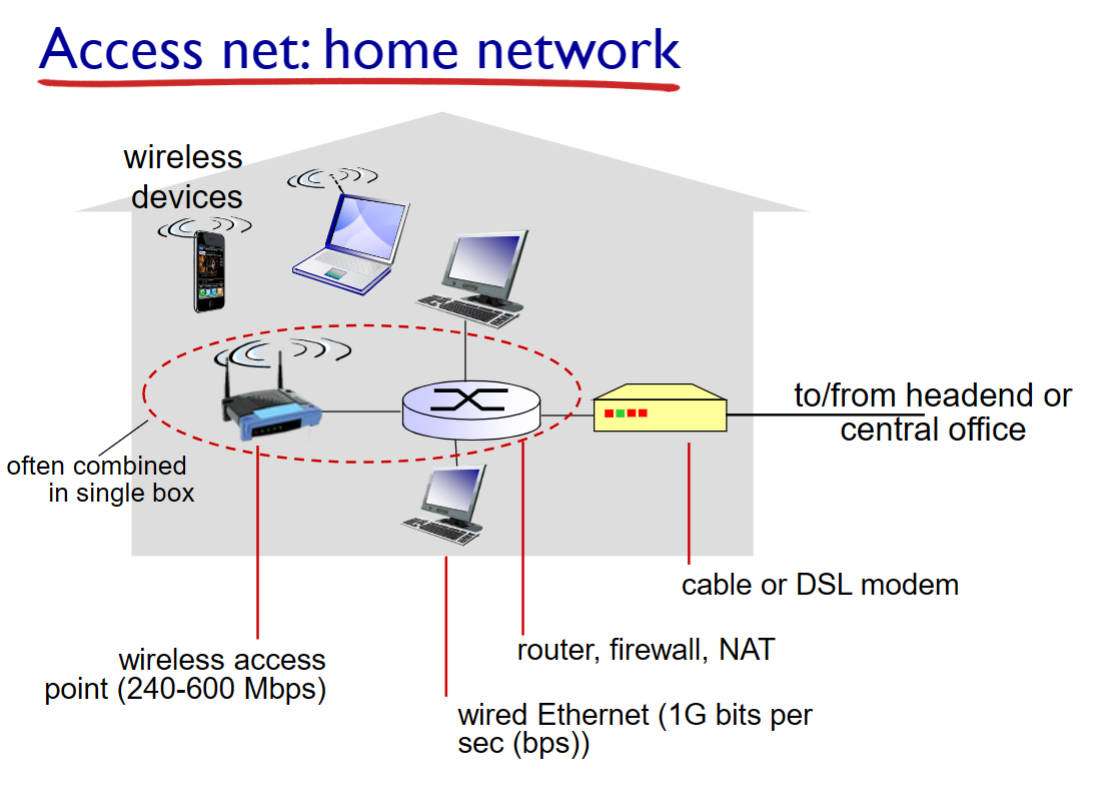 Access net: home network
wireless
devices
to/from headend or
central office
often combined
in single box
cable or DSL modem
router, firewall, NAT
wireless access
point (240-600 Mbps)
wired Ethernet (1G bits per
sec (bps))